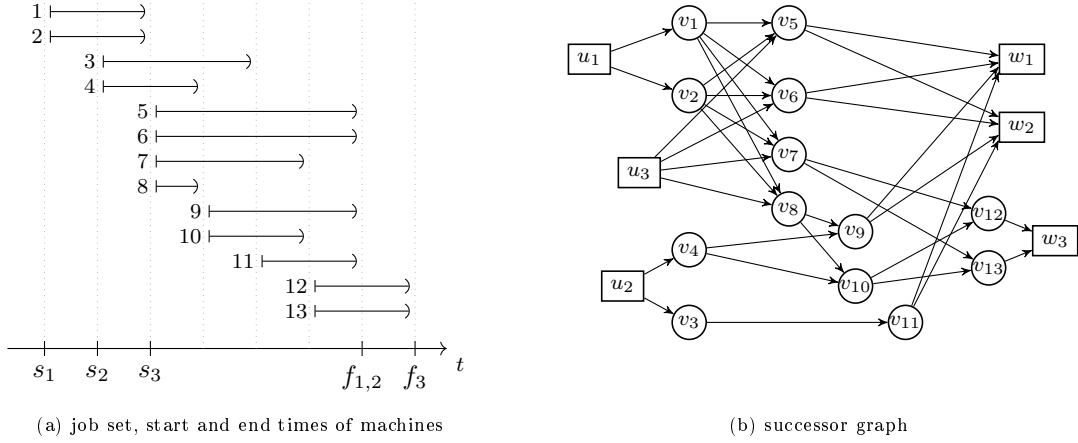 1
2
3
4
5
6
7
8
9
10
11
12
13
s₁ s₂ s₃ f₁,₂ f₃ t
(a) job set, start and end times of machines
v₁ v₅
u₁ w₁
v₂ v₆
w₂
v₇
u₃
v₈ v₁₂
v₉ w₃
v₄
v₁₃
u₂ v₁₀
v₃ v₁₁
(b) successor graph